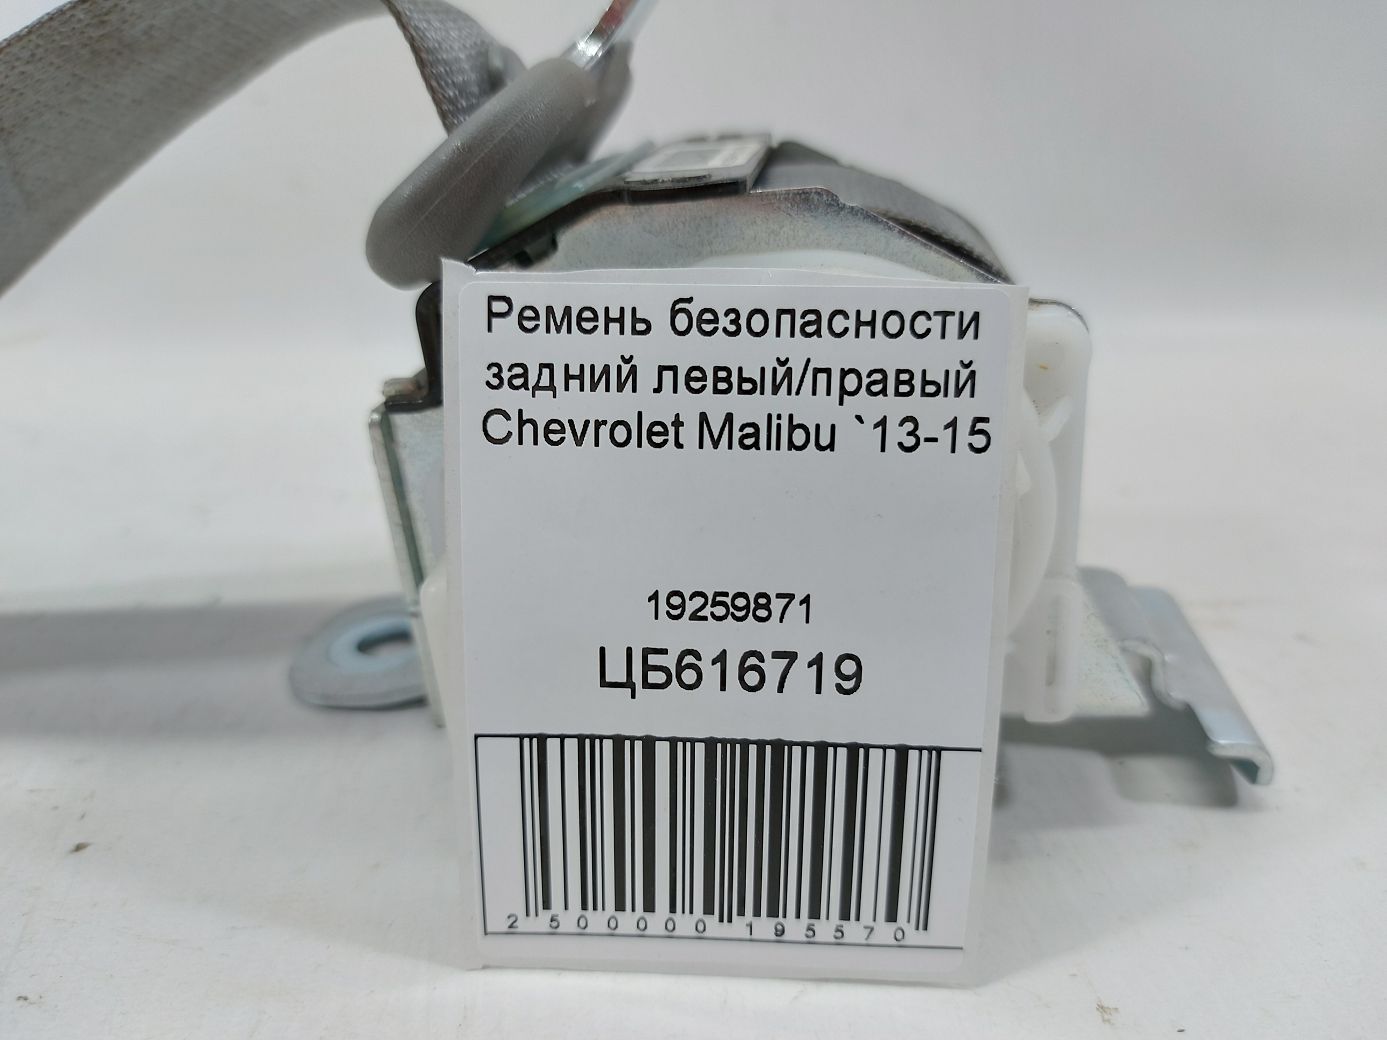 Ремень безопасности
задний левый/правый
Chevrolet Malibu `13-15
19259871
ЦБ616719
2 500000 195570